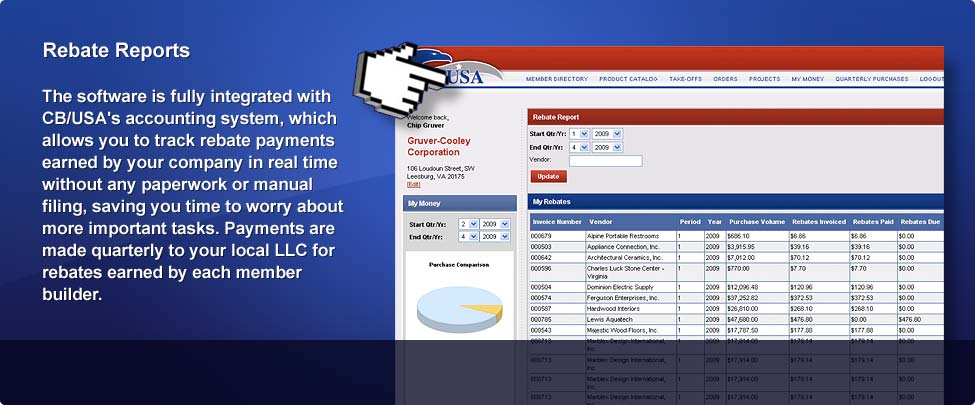 Rebate Reports
The software is fully integrated with
CB/USA's accounting system, which
allows you to track rebate payments
earned by your company in real time
without any paperwork or manual
filing, saving you time to worry about
more important tasks. Payments are
made quarterly to your local LLC for
rebates earned by each member
builder.
USA
MEMBER DIRECTORY PRODUCT CATALOG TAKE-OFFS ORDERS PROJECTS MY MONEY QUARTERLY PURCHASES LOGOUT
Welcome back,
Chip Gruver
Gruver-Cooley
Corporation
106 Loudoun Street, SW
Leesburg, VA 20175
[Edit]
My Money
Start Qtr/Yr: 2 2009
End Qtr/Yr: 4 2009
Purchase Comparison
Rebate Report
Start Qtr/Yr: 1 2009
End Qtr/Yr: 4 2009
Vendor:
Update
My Rebates
Invoice Number Vendor Period Year Purchase Volume Rebates Invoiced Rebates Paid Rebates Due
000679 Alpine Portable Restrooms 1 2009 $686.10 $6.86 $6.86 $0.00
000503 Appliance Connection, Inc. 1 2009 $3,915.95 $39.16 $39.16 $0.00
000642 Architectural Ceramics, Inc. 1 2009 $7,012.00 $70.12 $70.12 $0.00
000596 Charles Luck Stone Center - 1 2009 $770.00 $7.70 $7.70 $0.00
Virginia
000504 Dominion Electric Supply 1 2009 $12,096.48 $120.96 $120.96 $0.00
000574 Ferguson Enterprises, Inc. 1 2009 $37,252.82 $372.53 $372.53 $0.00
000587 Hardwood Interiors 1 2009 $26,810.00 $268.10 $268.10 $0.00
000785 Lewis Aquatech 1 2009 $47,680.00 $476.80 $0.00 $476.80
000543 Majestic Wood Floors, Inc. 1 2009 $17,787.50 $177.88 $177.88 $0.00
000713 Marblex Design International, 1 2009 $17,914.00 $179.14 $179.14 $0.00
Inc.
000713 Marblex Design International, 1 2009 $17,914.00 $179.14 $179.14 $0.00
Inc.
000713 Marblex Design International, 1 2009 $17,914.00 $179.14 $179.14 $0.00
Inc.
000713 Marblex Design International, 1 2009 $17,914.00 $179.14 $179.14 $0.00